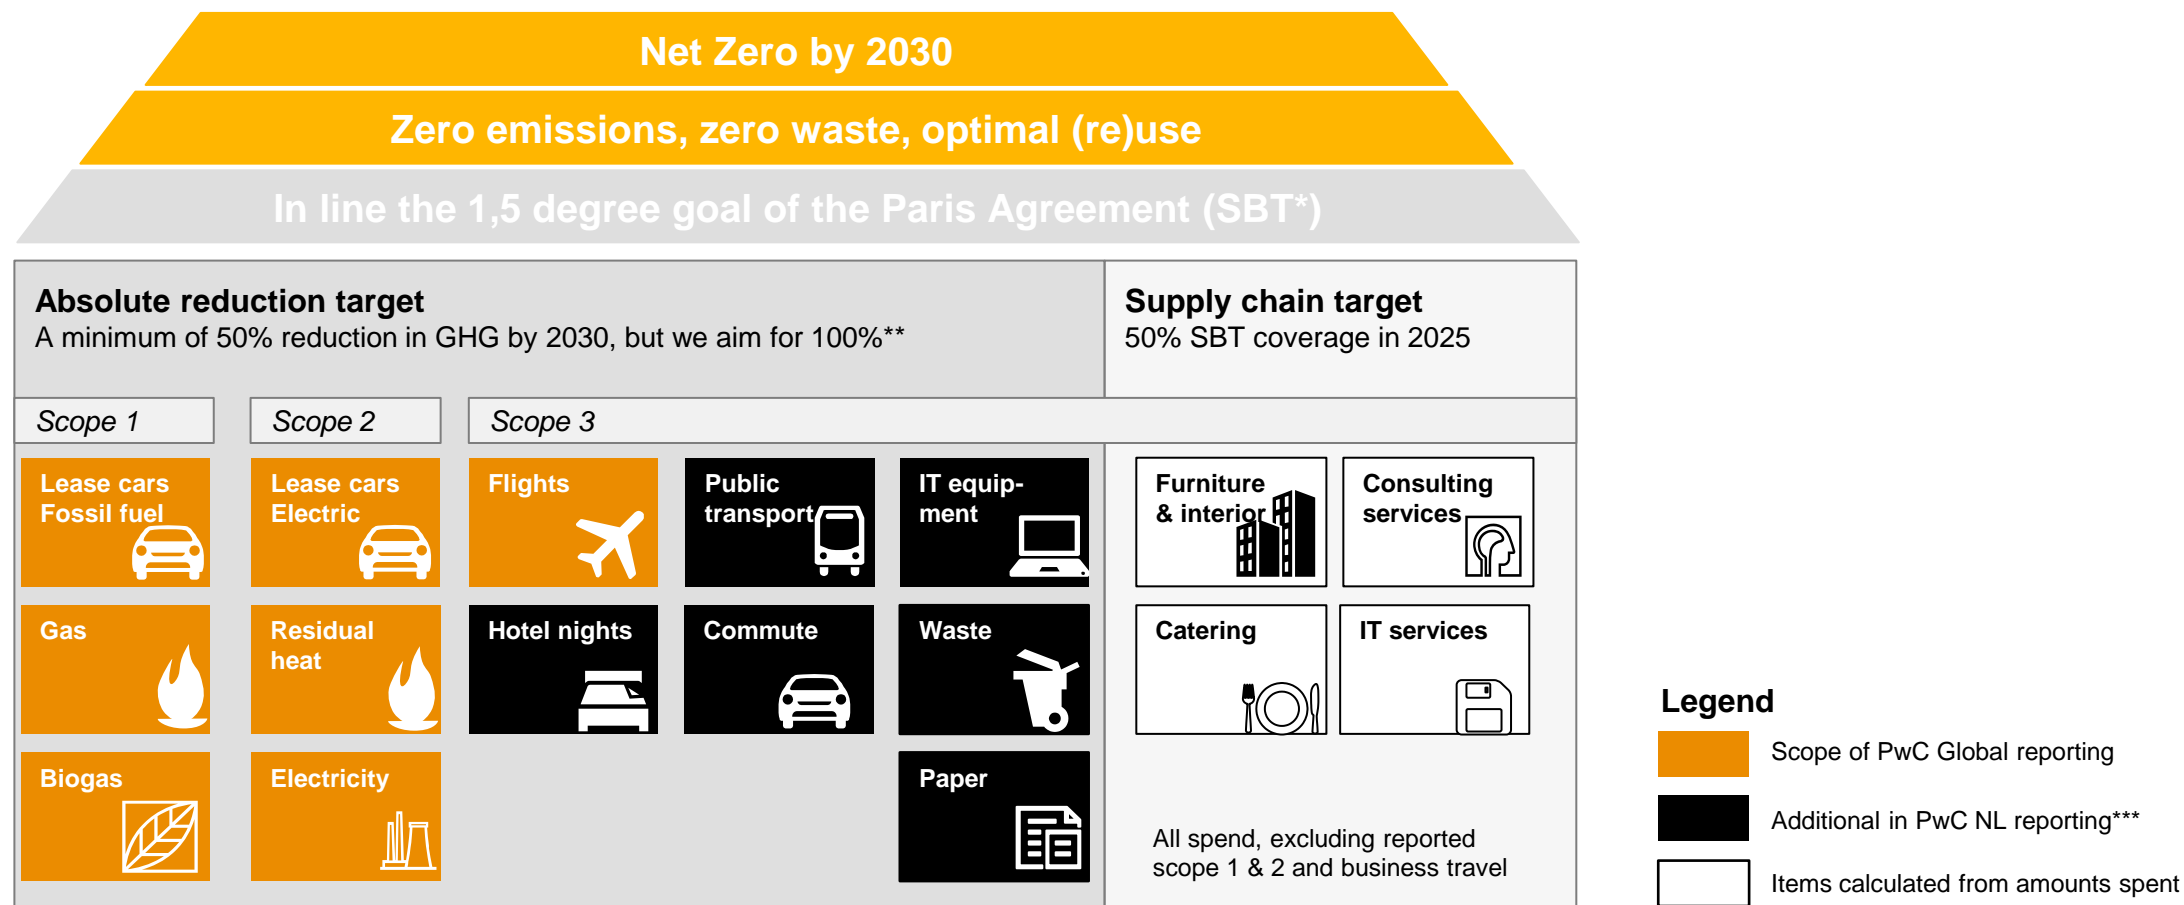 Net Zero by 2030
Zero emissions, zero waste, optimal (re)use
In line the 1,5 degree goal of the Paris Agreement (SBT*)
Absolute reduction target
A minimum of 50% reduction in GHG by 2030, but we aim for 100%**
Supply chain target
50% SBT coverage in 2025
Scope 1
Scope 2
Scope 3
Lease cars
Fossil fuel
Lease cars
Electric
Flights
Public
transport
IT equip-
ment
Furniture
& interior
Consulting
services
Gas
Residual
heat
Hotel nights
Commute
Waste
Catering
IT services
Biogas
Electricity
Paper
All spend, excluding reported
scope 1 & 2 and business travel
Legend
Scope of PwC Global reporting
Additional in PwC NL reporting***
Items calculated from amounts spent